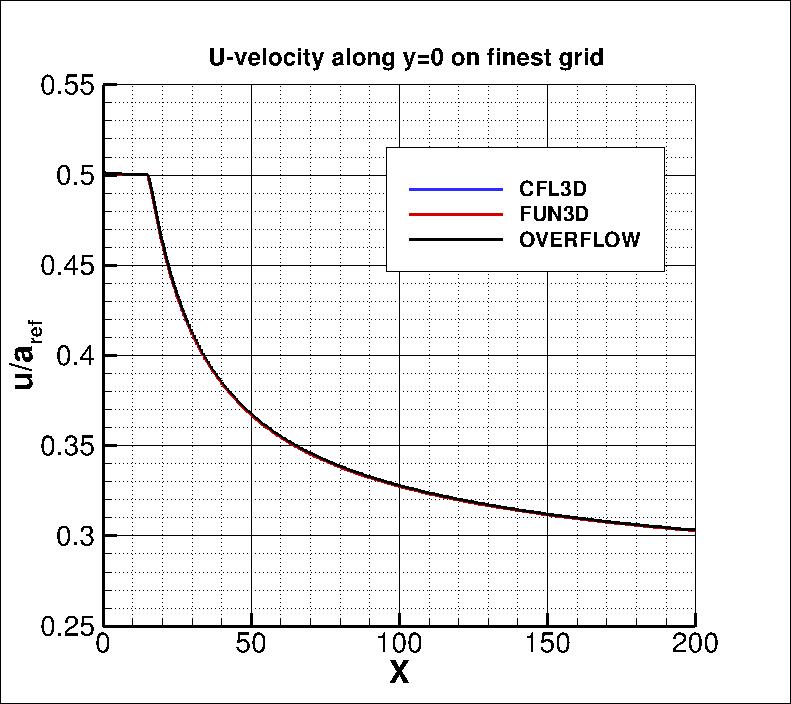 U-velocity along y=0 on finest grid
0.55
0.5
0.45
0.4
0.35
0.3
0.25
u/aref
CFL3D
FUN3D
OVERFLOW
0 50 100 150 200
X